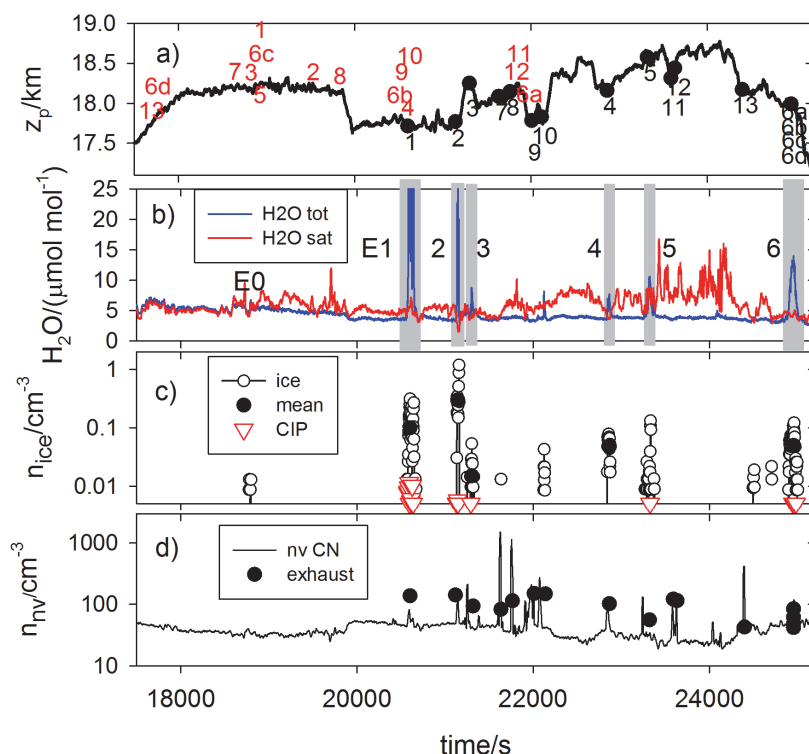 19.0
18.5
18.0
17.5
z_p/km
a)
1
6c
7 3
5
2
8
6d
13
10
9
6b
4
11
12
6a
1
2
3
7 8
9
10
4
5
12
11
13
6a
6b
6c
6d
25
20
15
10
5
0
H2O/(µmol mol⁻¹)
b)
H2O tot
H2O sat
E0
E1
2
3
4
5
6
1
0.1
0.01
n_ice/cm⁻³
c)
ice
mean
CIP
1000
100
10
n_nv/cm⁻³
d)
nv CN
exhaust
18000 20000 22000 24000
time/s